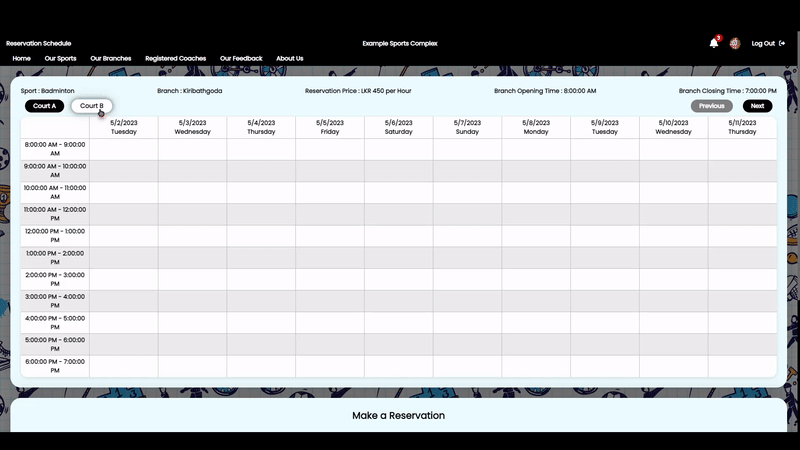 Reservation Schedule
Example Sports Complex
3
Log Out
Home
Our Sports
Our Branches
Registered Coaches
Our Feedback
About Us
Sport : Badminton
Branch : Kiribathgoda
Reservation Price : LKR 450 per Hour
Branch Opening Time : 8:00:00 AM
Branch Closing Time : 7:00:00 PM
Court A
Court B
Previous
Next
5/2/2023
Tuesday
5/3/2023
Wednesday
5/4/2023
Thursday
5/5/2023
Friday
5/6/2023
Saturday
5/7/2023
Sunday
5/8/2023
Monday
5/9/2023
Tuesday
5/10/2023
Wednesday
5/11/2023
Thursday
8:00:00 AM - 9:00:00
AM
9:00:00 AM - 10:00:00
AM
10:00:00 AM - 11:00:00
AM
11:00:00 AM - 12:00:00
PM
12:00:00 PM - 1:00:00
PM
1:00:00 PM - 2:00:00
PM
2:00:00 PM - 3:00:00
PM
3:00:00 PM - 4:00:00
PM
4:00:00 PM - 5:00:00
PM
5:00:00 PM - 6:00:00
PM
6:00:00 PM - 7:00:00
PM
Make a Reservation